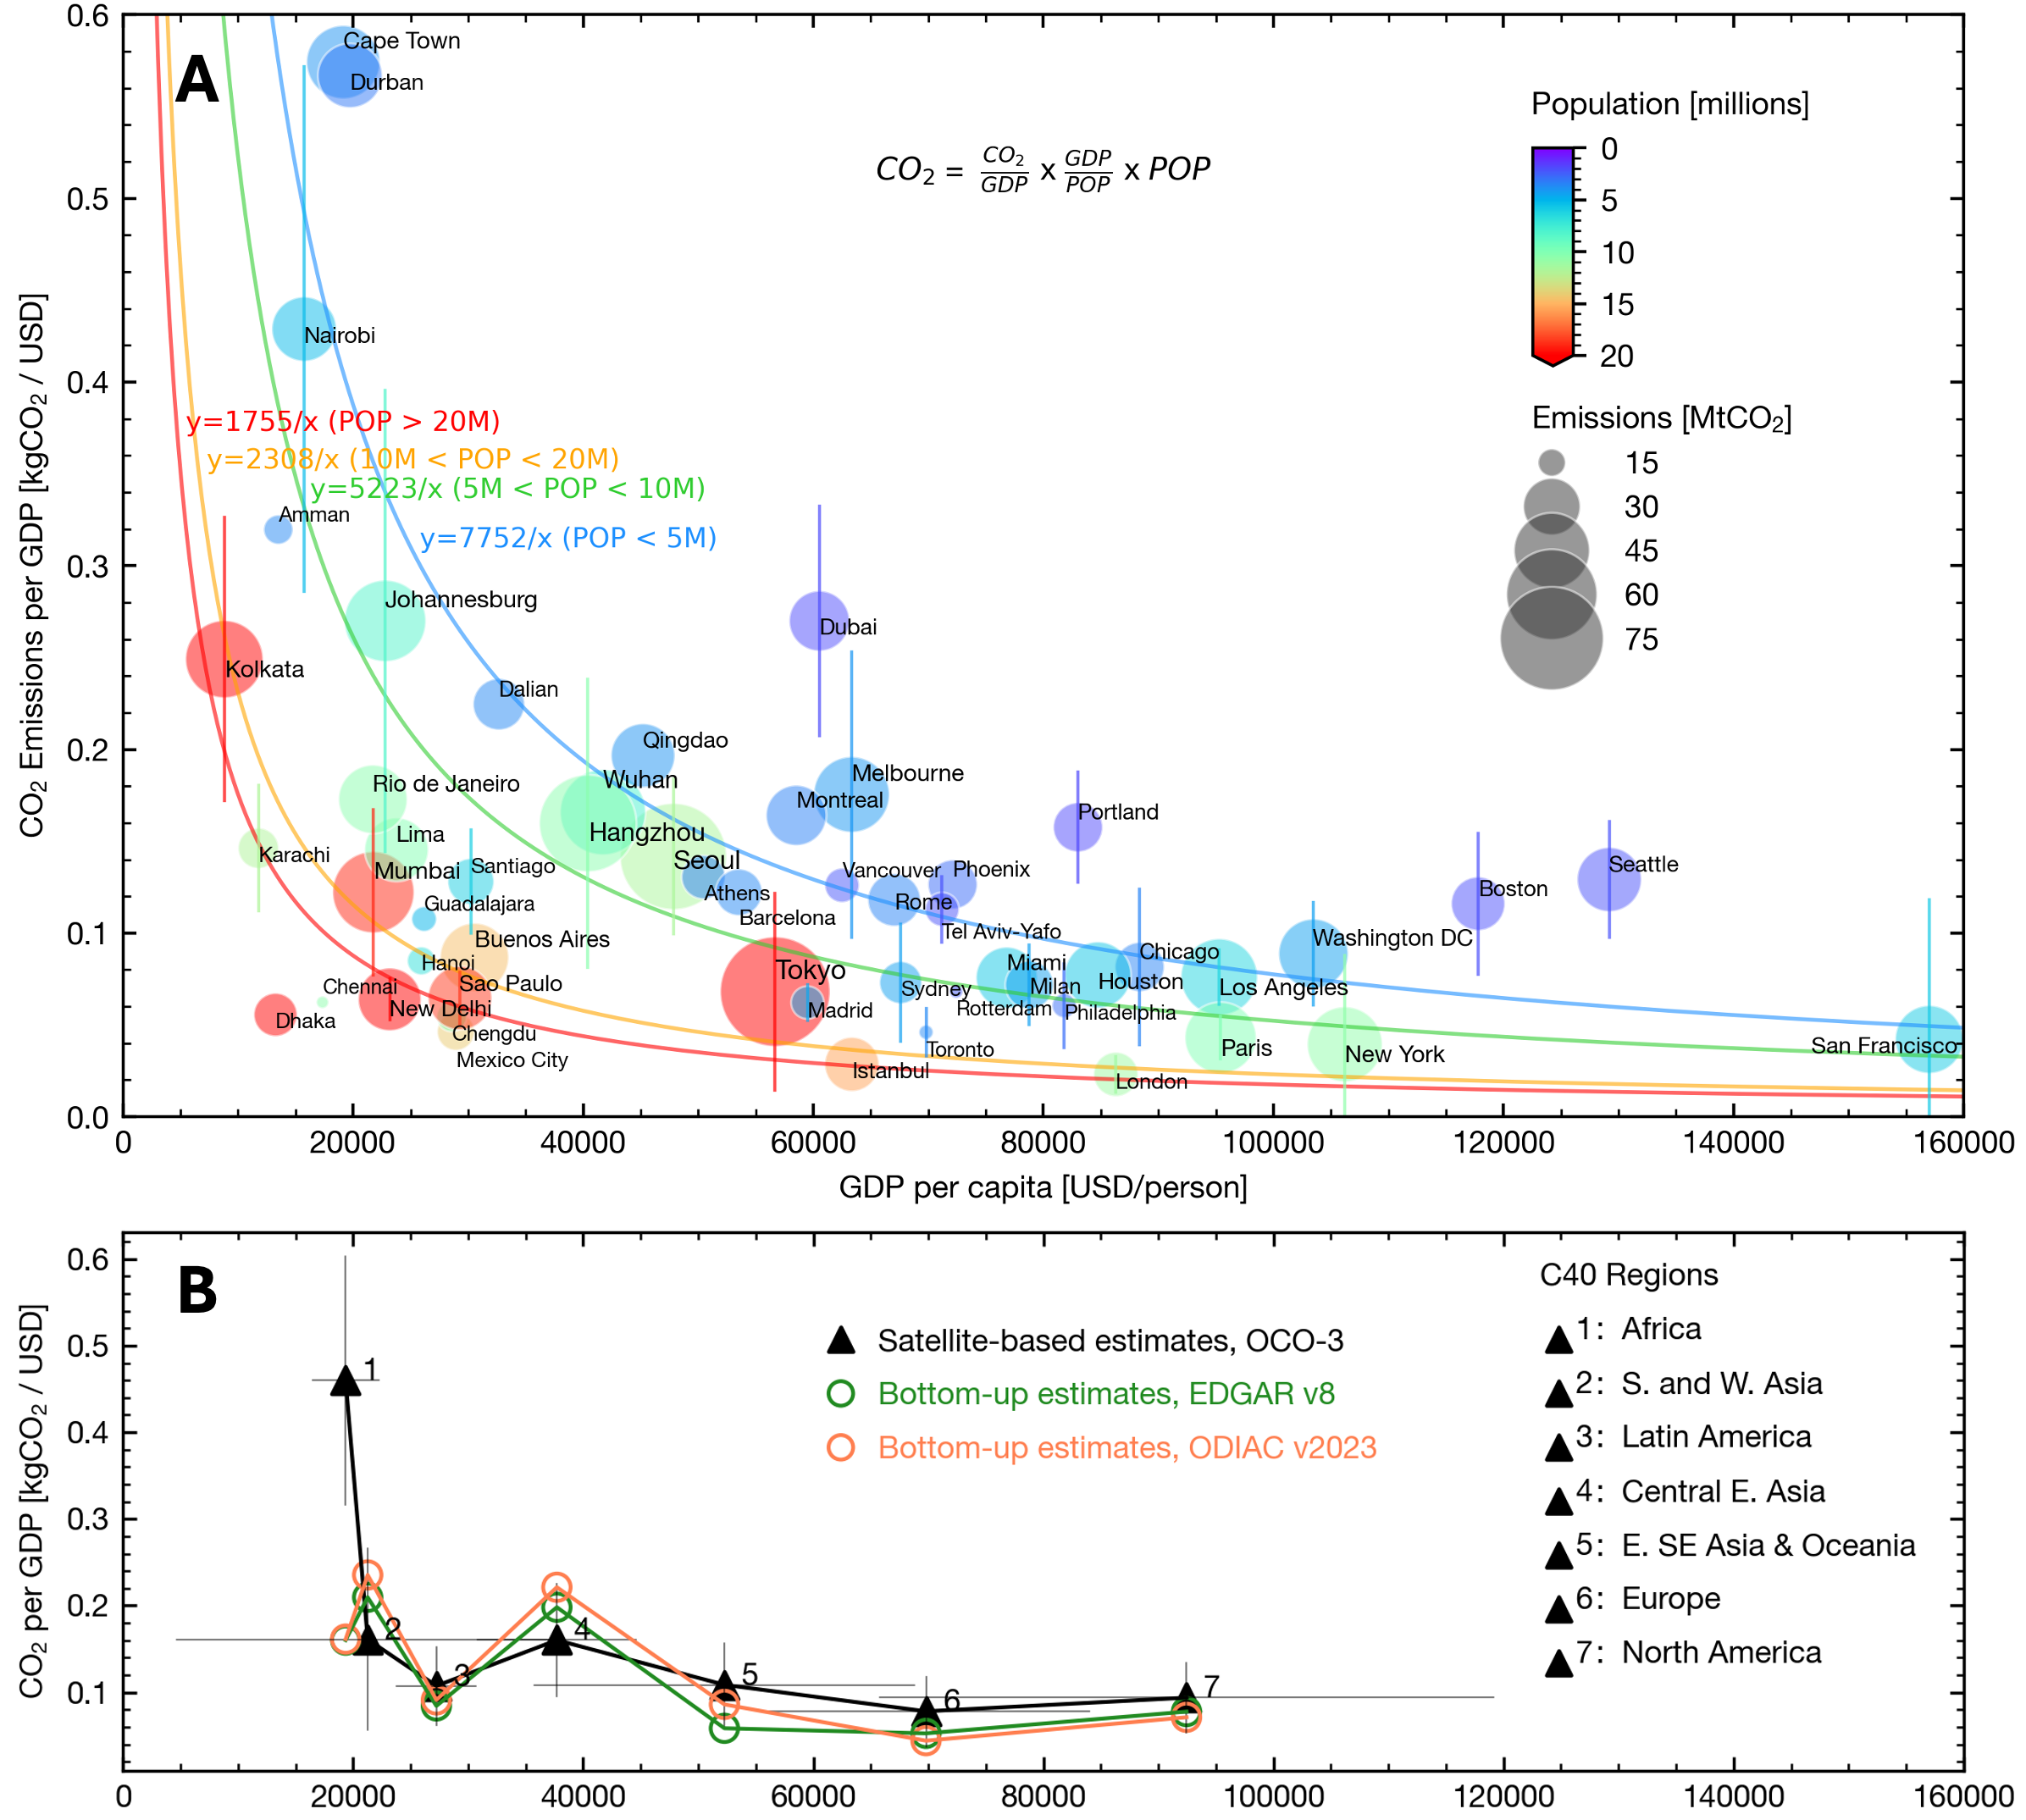 A
0.6
0.5
0.4
0.3
0.2
0.1
0.0
CO₂ Emissions per GDP [kgCO₂ / USD]
CO₂ = CO₂/GDP x GDP/POP x POP
Population [millions]
0
5
10
15
20
Emissions [MtCO₂]
15
30
45
60
75
Cape Town
Durban
Nairobi
y=1755/x (POP > 20M)
y=2308/x (10M < POP < 20M)
y=5223/x (5M < POP < 10M)
y=7752/x (POP < 5M)
Amman
Johannesburg
Dubai
Kolkata
Dalian
Qingdao
Wuhan
Melbourne
Rio de Janeiro
Montreal
Portland
Hangzhou
Lima
Karachi
Seoul
Mumbai
Santiago
Vancouver
Phoenix
Seattle
Athens
Boston
Guadalajara
Rome
Barcelona
Tel Aviv-Yafo
Buenos Aires
Washington DC
Chicago
Hanoi
Miami
Tokyo
Sao Paulo
Houston
Chennai
Sydney
Milan
Los Angeles
New Delhi
Madrid
Rotterdam
Philadelphia
Dhaka
Chengdu
Toronto
Paris
New York
San Francisco
Mexico City
Istanbul
London
0 20000 40000 60000 80000 100000 120000 140000 160000
GDP per capita [USD/person]
B
0.6
0.5
0.4
0.3
0.2
0.1
CO₂ per GDP [kgCO₂ / USD]
1
2
3
4
5
6
7
Satellite-based estimates, OCO-3
Bottom-up estimates, EDGAR v8
Bottom-up estimates, ODIAC v2023
C40 Regions
1: Africa
2: S. and W. Asia
3: Latin America
4: Central E. Asia
5: E. SE Asia & Oceania
6: Europe
7: North America
0 20000 40000 60000 80000 100000 120000 140000 160000